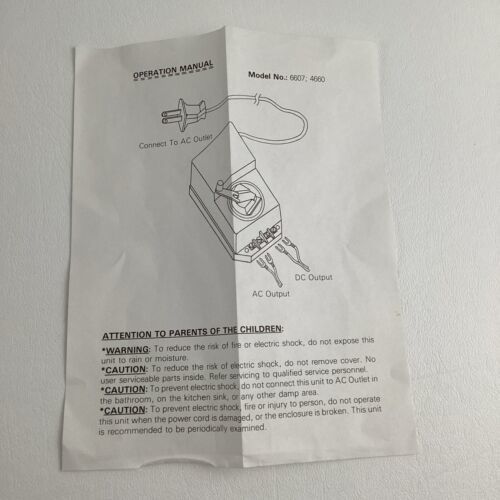 OPERATION MANUAL
Model No.: 6607; 4660
Connect To AC Outlet
DC Output
AC Output
ATTENTION TO PARENTS OF THE CHILDREN:
*WARNING: To reduce the risk of fire or electric shock, do not expose this
unit to rain or moisture.
*CAUTION: To reduce the risk of electric shock, do not remove cover. No
user serviceable parts inside. Refer servicing to qualified service personnel.
*CAUTION: To prevent electric shock, do not connect this unit to AC Outlet in
the bathroom, on the kitchen sink, or any other damp area.
*CAUTION: To prevent electric shock, fire or injury to person, do not operate
this unit when the power cord is damaged, or the enclosure is broken. This unit
is recommended to be periodically examined.